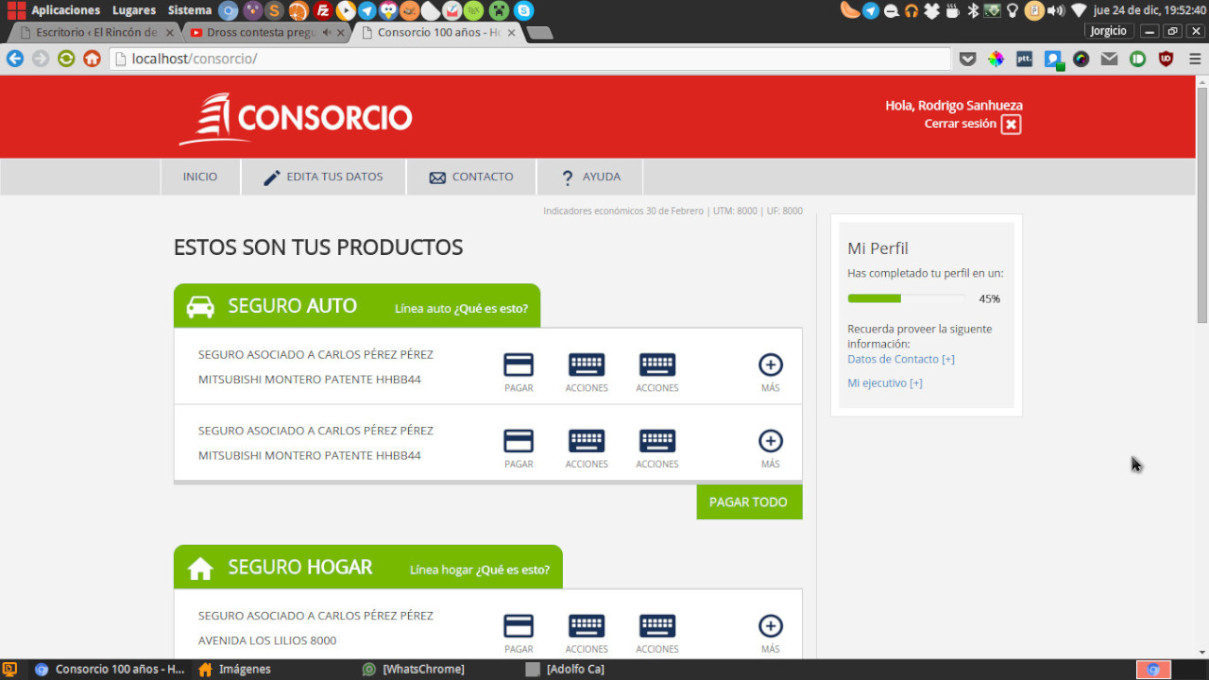 Aplicaciones Lugares Sistema
jue 24 de dic, 19:52:40
Escritorio ‹ El Rincón de
Dross contesta pregu
Consorcio 100 años - Ho
Jorgicio
localhost/consorcio/
ptt.
CONSORCIO
Hola, Rodrigo Sanhueza
Cerrar sesión
INICIO
EDITA TUS DATOS
CONTACTO
? AYUDA
Indicadores económicos 30 de Febrero | UTM: 8000 | UF: 8000
ESTOS SON TUS PRODUCTOS
SEGURO AUTO
Línea auto ¿Qué es esto?
SEGURO ASOCIADO A CARLOS PÉREZ PÉREZ
MITSUBISHI MONTERO PATENTE HHBB44
PAGAR
ACCIONES
ACCIONES
MÁS
SEGURO ASOCIADO A CARLOS PÉREZ PÉREZ
MITSUBISHI MONTERO PATENTE HHBB44
PAGAR
ACCIONES
ACCIONES
MÁS
PAGAR TODO
SEGURO HOGAR
Línea hogar ¿Qué es esto?
SEGURO ASOCIADO A CARLOS PÉREZ PÉREZ
AVENIDA LOS LILIOS 8000
PAGAR
ACCIONES
ACCIONES
MÁS
Mi Perfil
Has completado tu perfil en un:
45%
Recuerda proveer la siguente
información:
Datos de Contacto [+]
Mi ejecutivo [+]
Consorcio 100 años - H...
Imágenes
[WhatsChrome]
[Adolfo Ca]